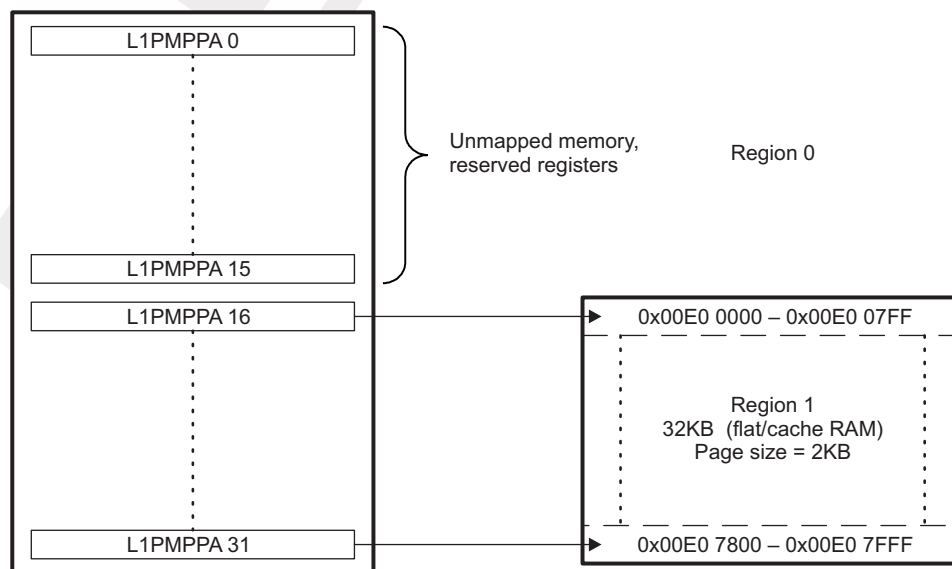 L1PMPPA 0
Unmapped memory,
reserved registers
Region 0
L1PMPPA 15
L1PMPPA 16
0x00E0 0000 – 0x00E0 07FF
Region 1
32KB (flat/cache RAM)
Page size = 2KB
L1PMPPA 31
0x00E0 7800 – 0x00E0 7FFF